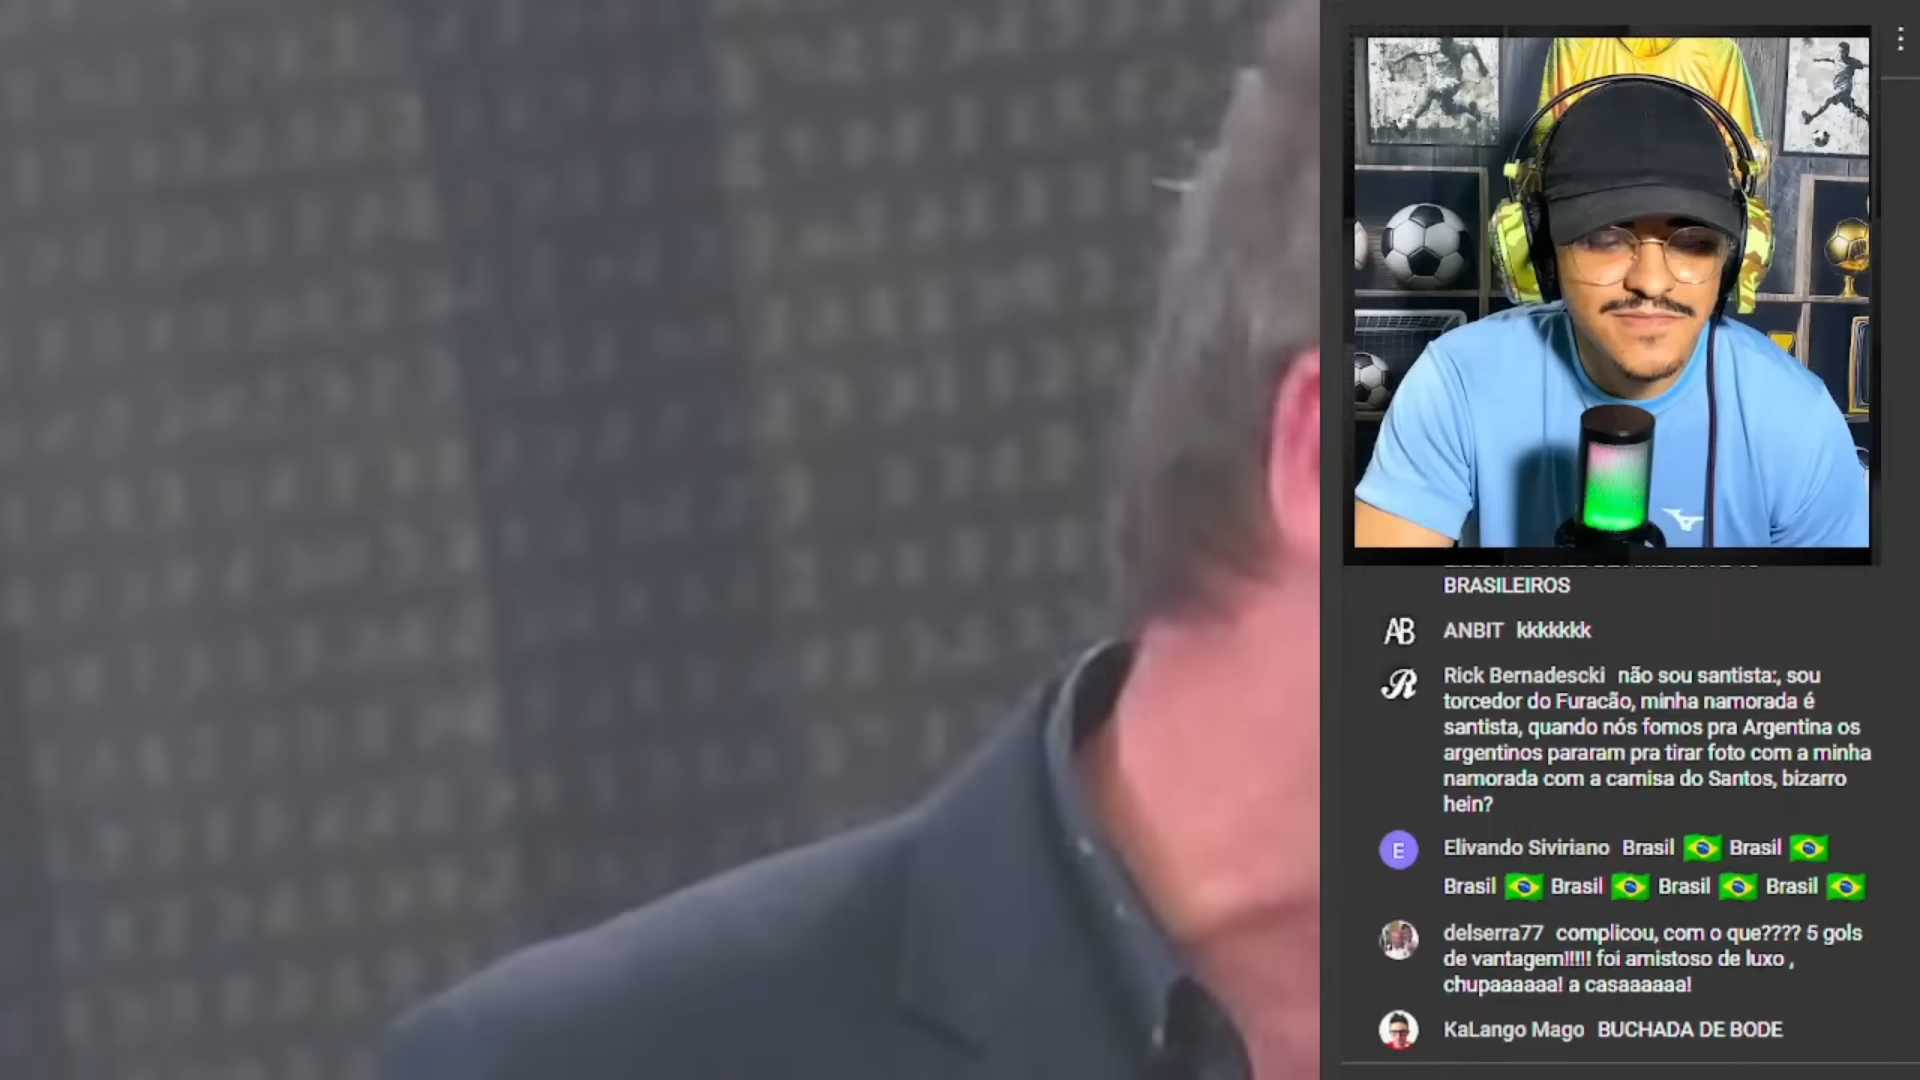 BRASILEIROS
ANBIT kkkkkkk
Rick Bernadescki não sou santista:, sou
torcedor do Furacão, minha namorada é
santista, quando nós fomos pra Argentina os
argentinos pararam pra tirar foto com a minha
namorada com a camisa do Santos, bizarro
hein?
E
Elivando Siviriano Brasil 🇧🇷 Brasil 🇧🇷
Brasil 🇧🇷 Brasil 🇧🇷 Brasil 🇧🇷 Brasil 🇧🇷
delserra77 complicou, com o que???? 5 gols
de vantagem!!!!! foi amistoso de luxo ,
chupaaaaaa! a casaaaaaa!
KaLango Mago BUCHADA DE BODE